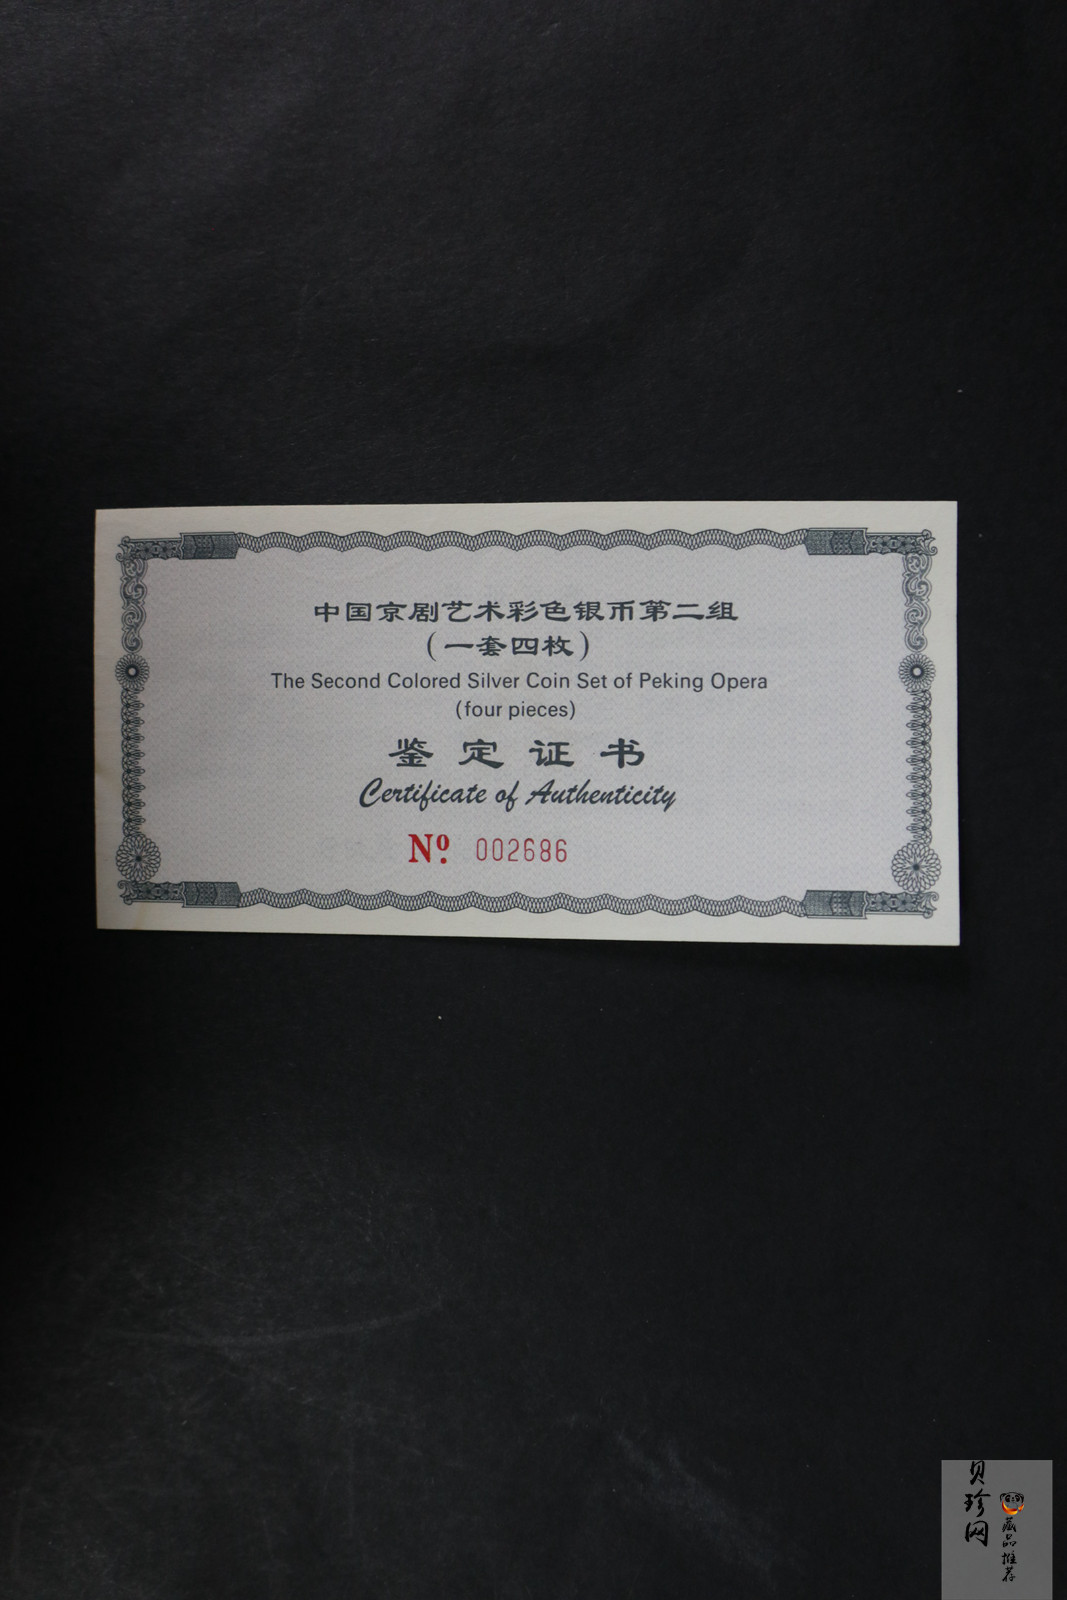 中国京剧艺术彩色银币第二组
(一套四枚)
The Second Colored Silver Coin Set of Peking Opera
(four pieces)
鉴定证书
Certificate of Authenticity
Nº. 002686
贝珍网
藏品推荐